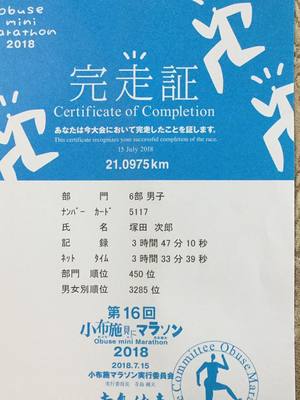 Obuse
mini
Marathon
2018
完走証
Certificate of Completion
あなたは今大会において完走したことを証します。
This certificate recognizes your successful completion of the race.
15 July 2018
21.0975km
部 門 6部 男子
ナンバー カード 5117
氏 名 塚田 次郎
記 録 3 時間 47 分 10 秒
ネット タイム 3 時間 33 分 39 秒
部門 順位 450 位
男女別順位 3285 位
第16回
小布施見にマラソン
Obuse mini Marathon
2018
2018.7.15
小布施マラソン実行委員会
Committee Obuse